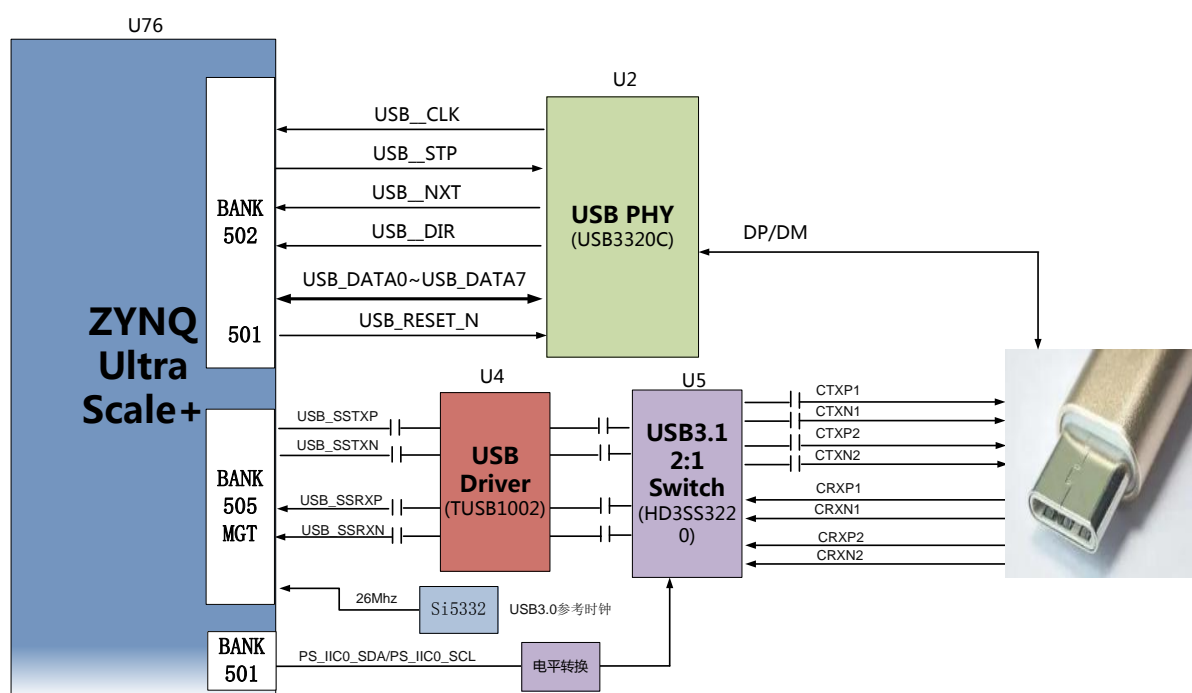 U76
U2
USB__CLK
USB__STP
USB__NXT
USB__DIR
USB_DATA0~USB_DATA7
USB_RESET_N
BANK
502
501
USB PHY
(USB3320C)
DP/DM
ZYNQ
Ultra
Scale+
U4
U5
USB_SSTXP
USB_SSTXN
USB_SSRXP
USB_SSRXN
BANK
505
MGT
USB
Driver
(TUSB1002)
USB3.1
2:1
Switch
(HD3SS322
0)
CTXP1
CTXN1
CTXP2
CTXN2
CRXP1
CRXN1
CRXP2
CRXN2
26Mhz
Si5332
USB3.0参考时钟
BANK
501
PS_IIC0_SDA/PS_IIC0_SCL
电平转换